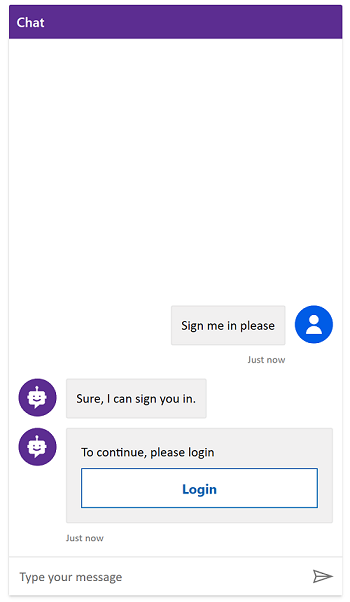 Chat
Sign me in please
Just now
Sure, I can sign you in.
To continue, please login
Login
Just now
Type your message